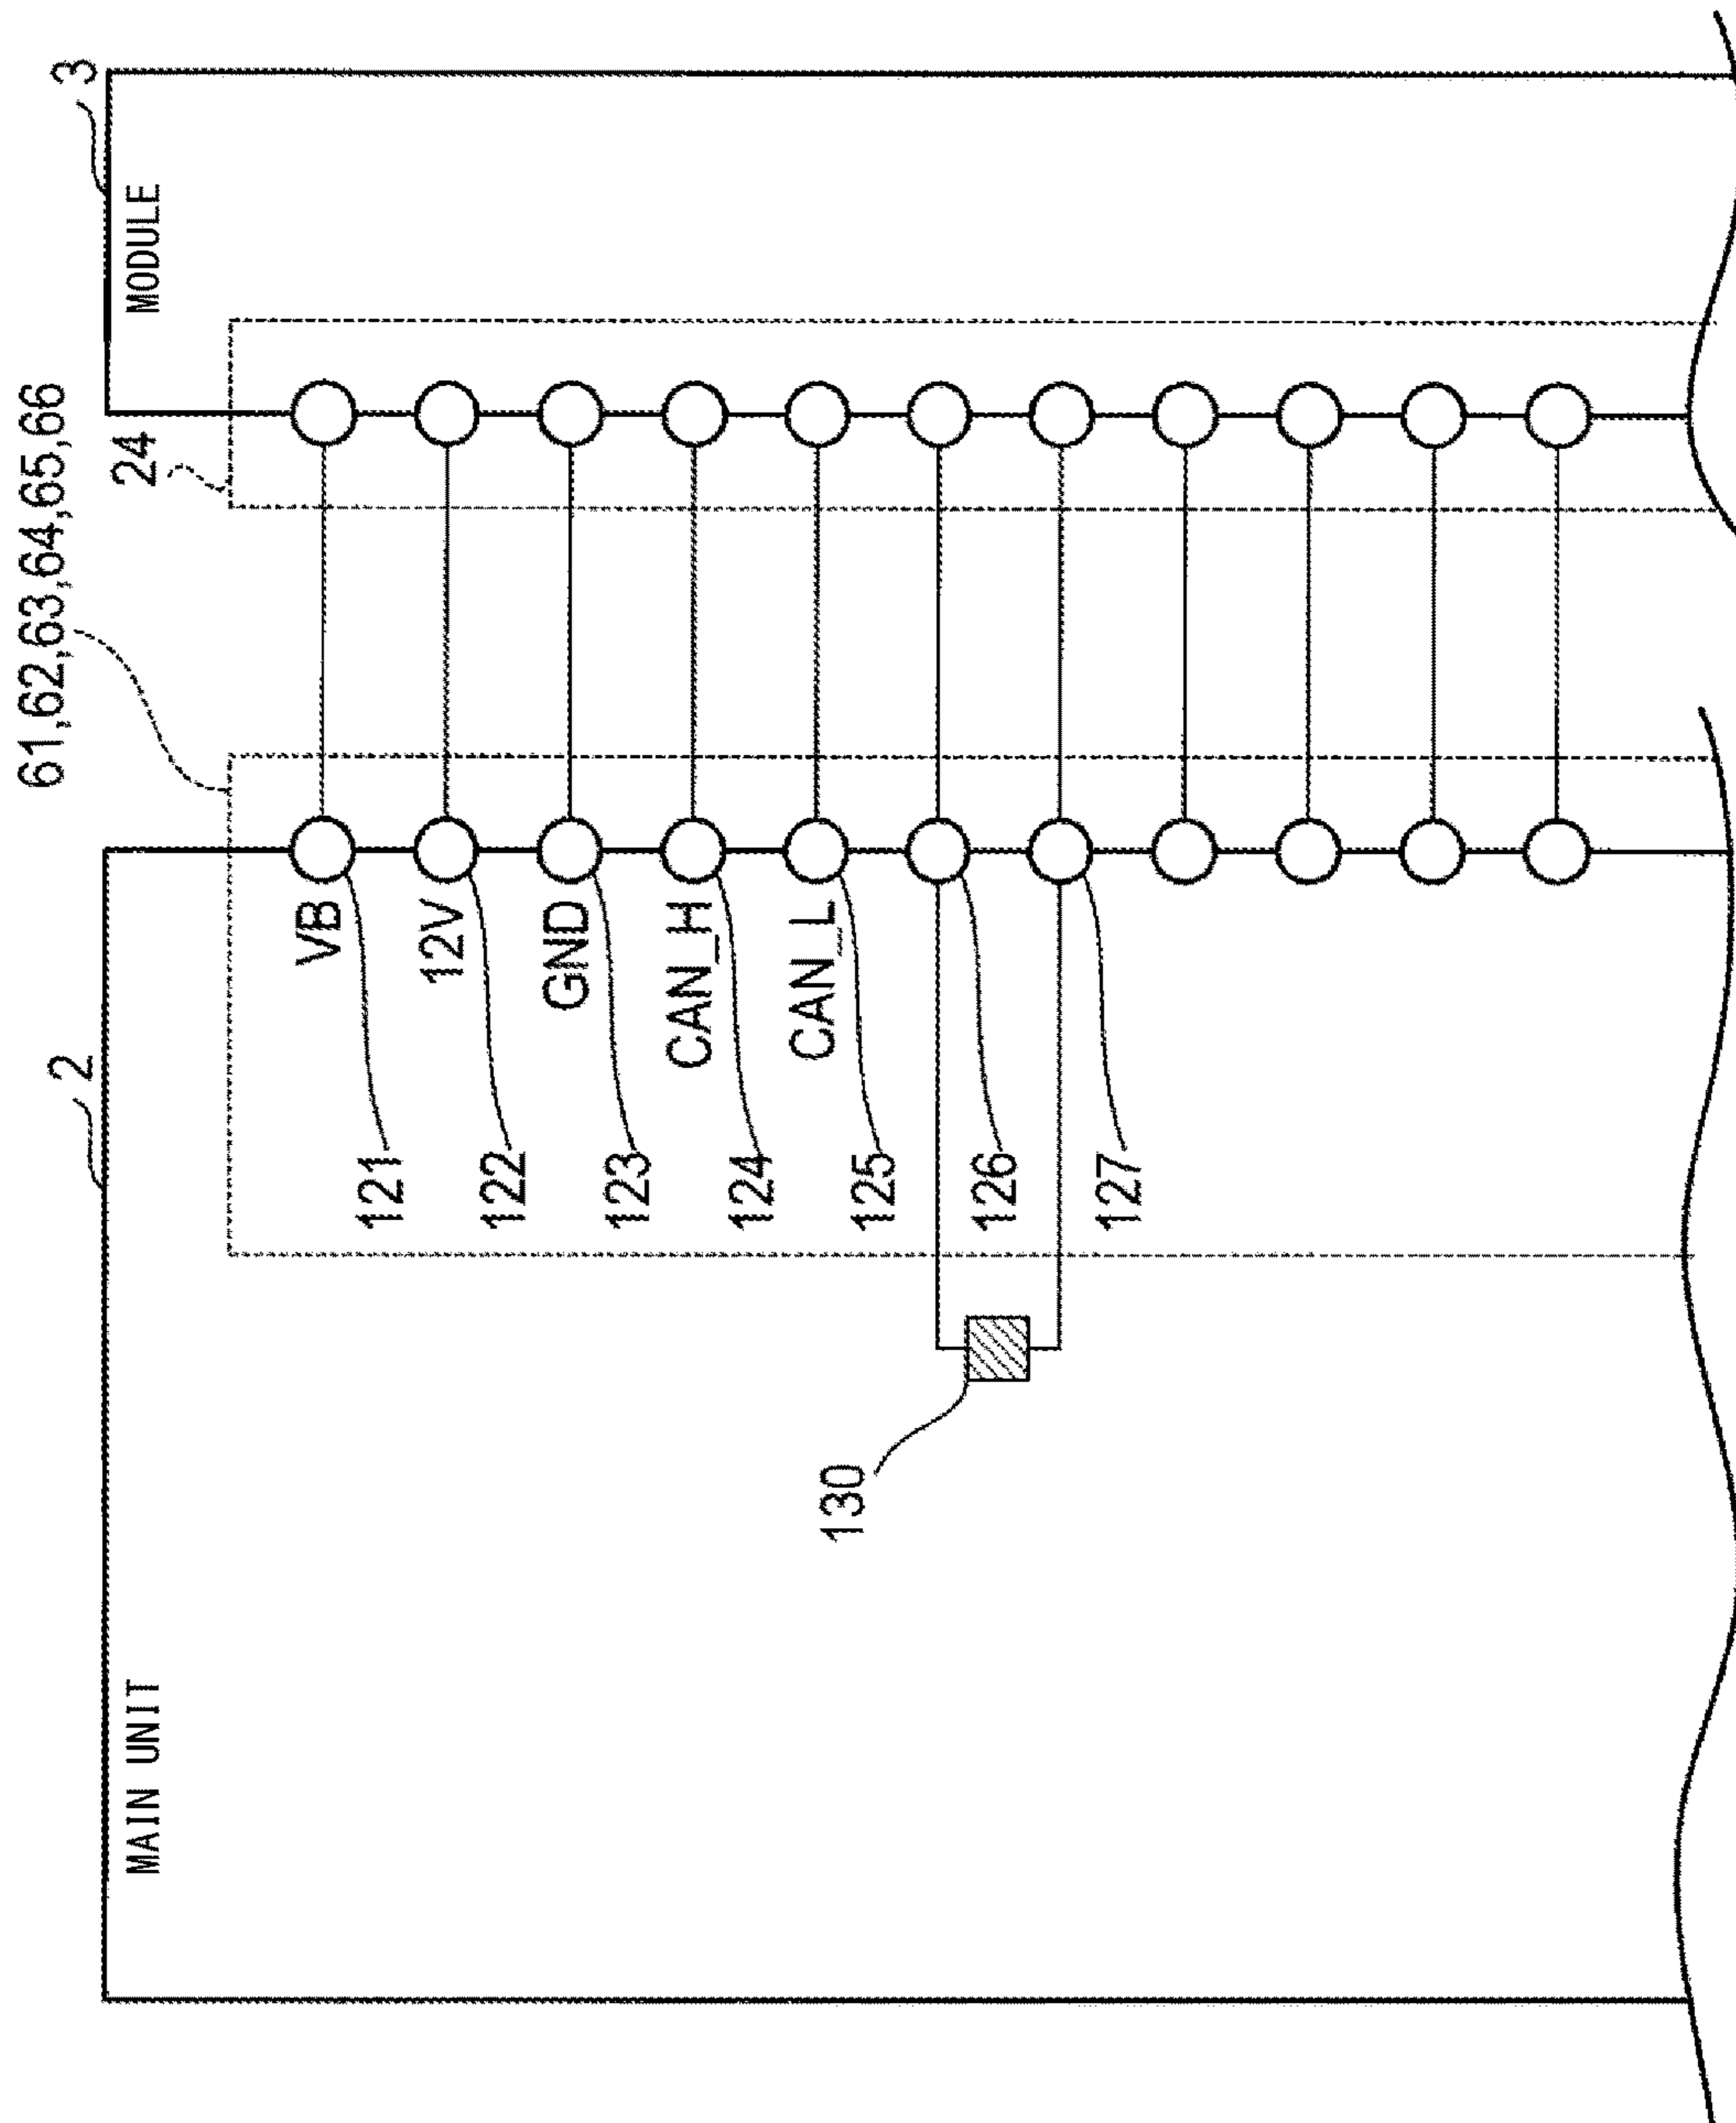 MAIN UNIT
2
61,62,63,64,65,66
24
3
MODULE
VB
121
12V
122
GND
123
CAN_H
124
CAN_L
125
126
127
130